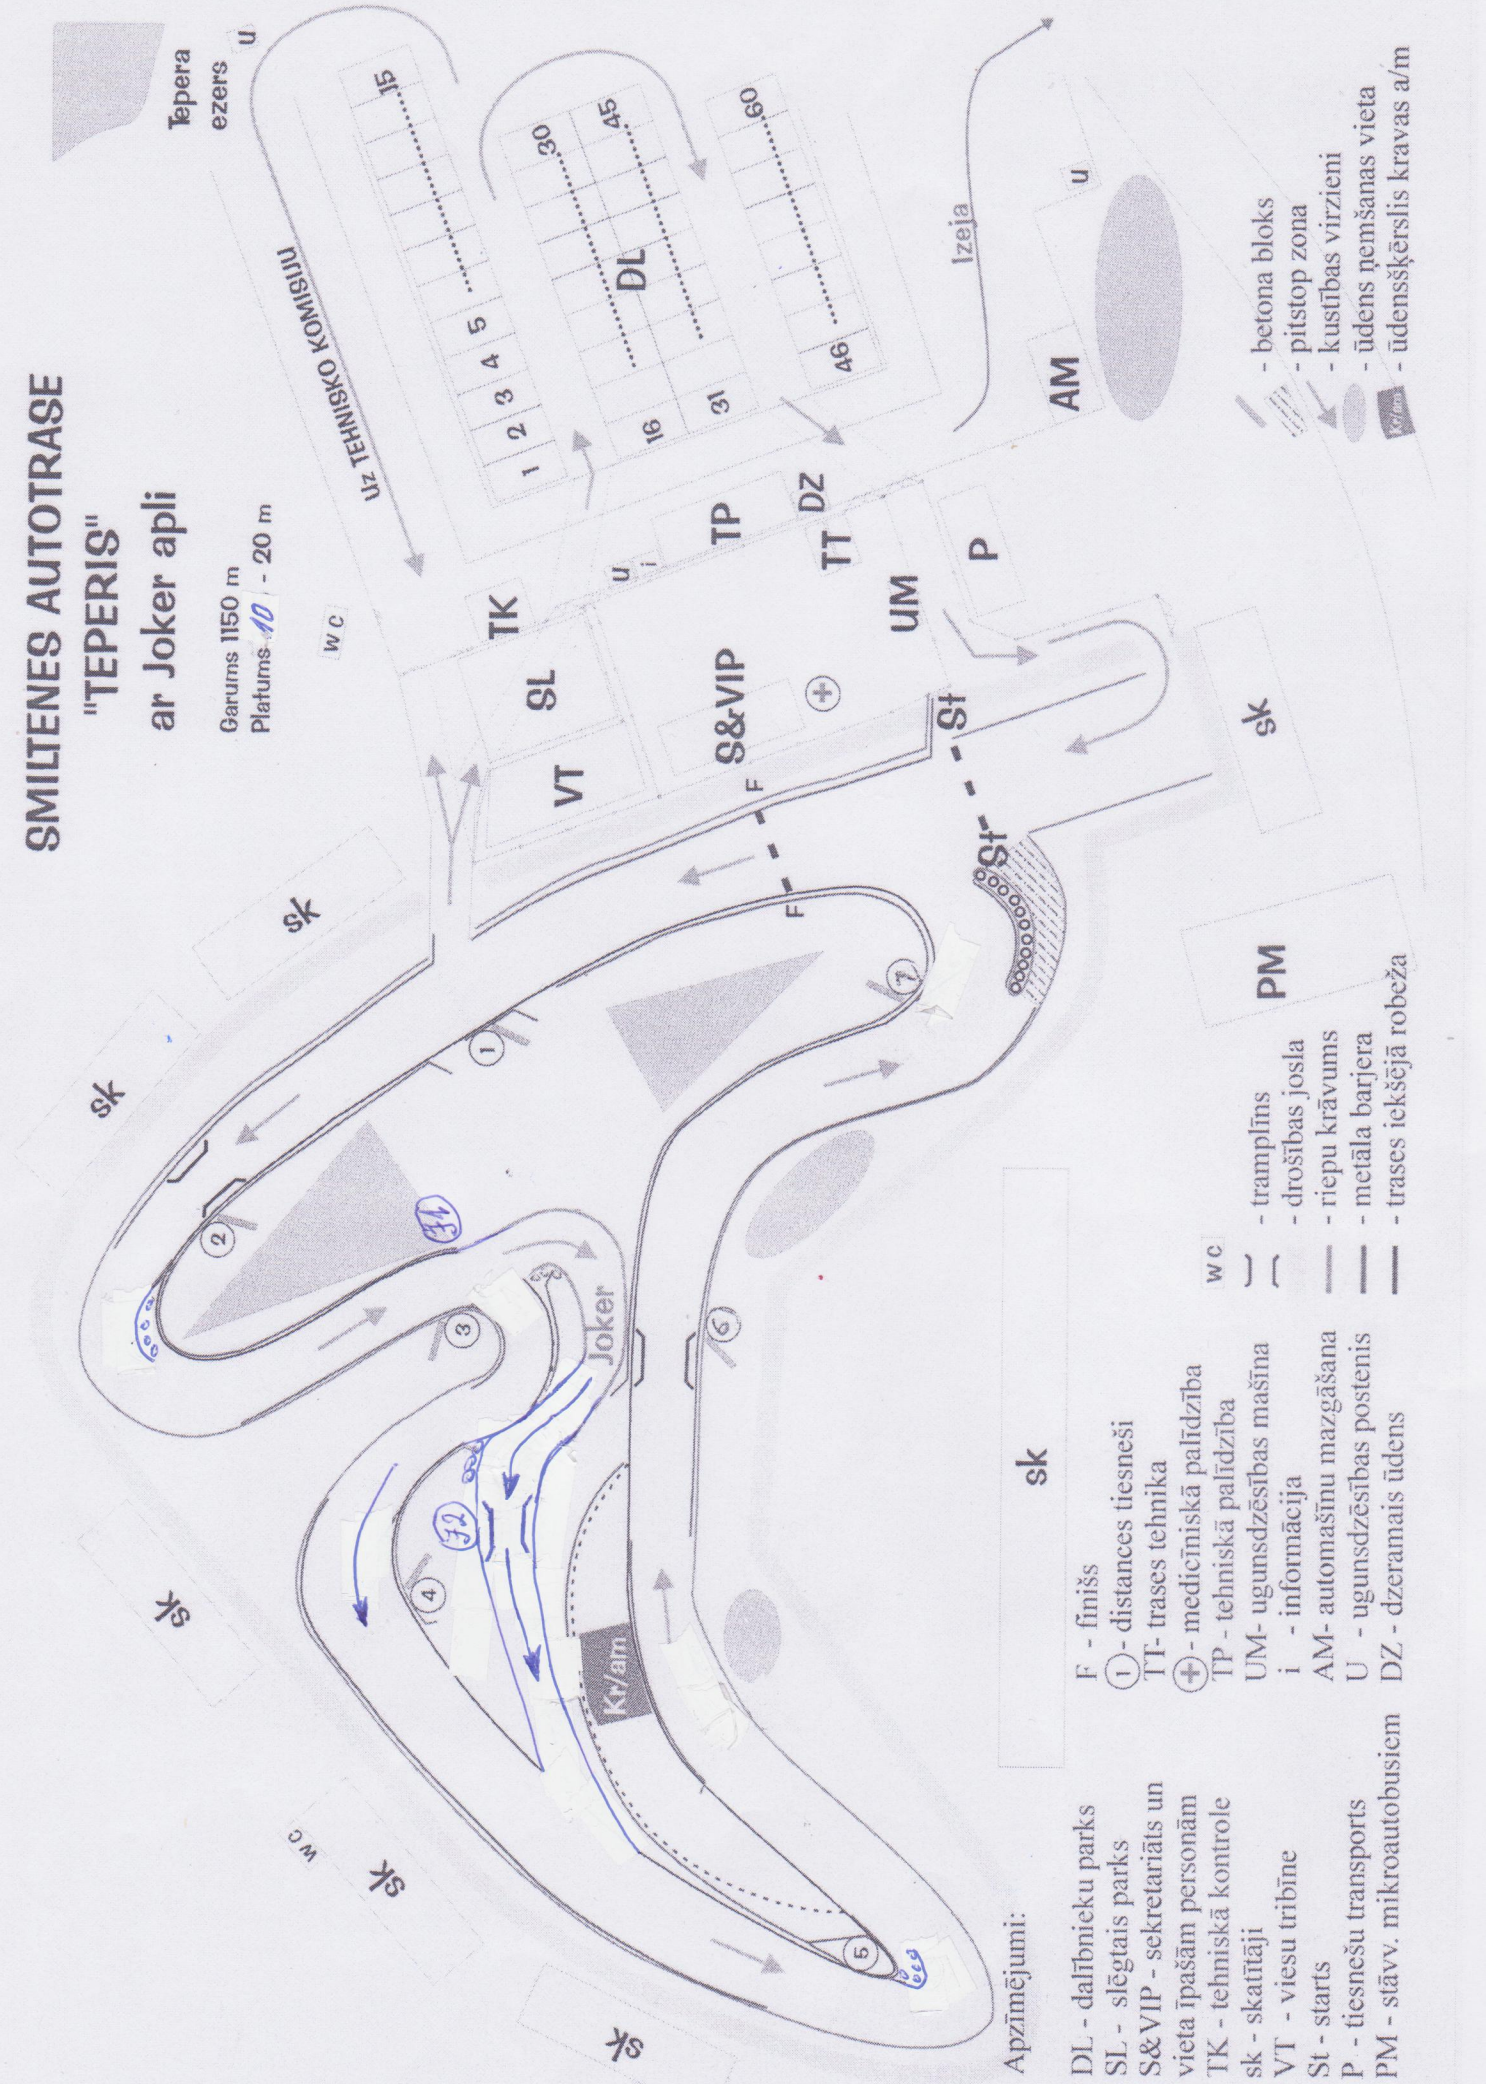 SMILTENES AUTOTRASE
"TEPERIS"
ar Joker apli
Garums 1150 m
Platums 10 - 20 m
Tepera
ezers
u
wc
Uz TEHNISKO KOMISIJU
15
1 2 3 4 5
30
45
DL
16
31
60
46
Izeja
u
AM
TK
u
i
TP
DZ
TT
P
UM
SL
VT
S&VIP
F
F
St
St
sk
sk
sk
PM
1
2
J1
3
Joker
7
6
J2
4
Kr/am
5
sk
wc
sk
sk
sk
- betona bloks
- pitstop zona
- kustības virzieni
- ūdens ņemšanas vieta
Kr/am - ūdensšķērslis kravas a/m
wc
- tramplīns
- drošības josla
- riepu krāvums
- metāla barjera
- trases iekšējā robeža
Apzīmējumi:
DL - dalībnieku parks
SL - slēgtais parks
S&VIP - sekretariāts un
vieta īpašām personām
TK - tehniskā kontrole
sk - skatītāji
VT - viesu tribīne
St - starts
P - tiesnešu transports
PM - stāvv. mikroautobusiem
F - finišs
1 - distances tiesneši
TT- trases tehnika
- medicīniskā palīdzība
TP - tehniskā palīdzība
UM- ugunsdzēsības mašīna
i - informācija
AM- automašīnu mazgāšana
U - ugunsdzēsības postenis
DZ - dzeramais ūdens